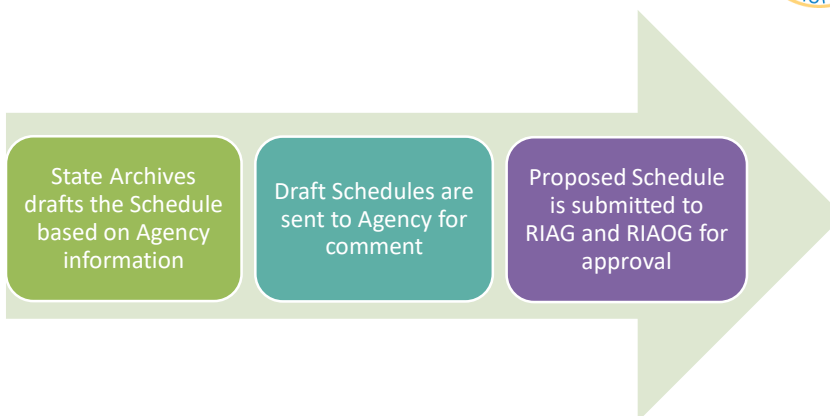 State Archives
drafts the Schedule
based on Agency
information
Draft Schedules are
sent to Agency for
comment
Proposed Schedule
is submitted to
RIAG and RIAOG for
approval